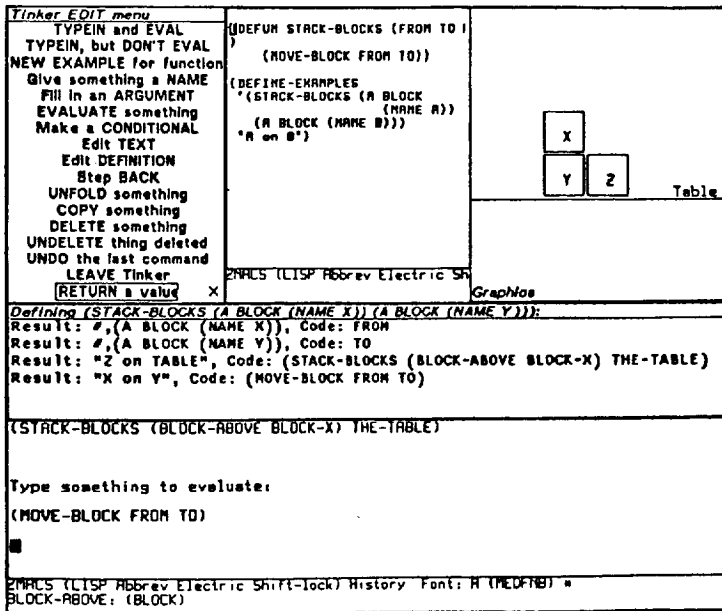 Tinker EDIT menu
TYPEIN and EVAL
TYPEIN, but DON'T EVAL
NEW EXAMPLE for function
Give something a NAME
Fill in an ARGUMENT
EVALUATE something
Make a CONDITIONAL
Edit TEXT
Edit DEFINITION
Step BACK
UNFOLD something
COPY something
DELETE something
UNDELETE thing deleted
UNDO the last command
LEAVE Tinker
RETURN a value X
(DEFUN STACK-BLOCKS (FROM TO
)
(MOVE-BLOCK FROM TO))
(DEFINE-EXAMPLES
'(STACK-BLOCKS (A BLOCK
(NAME A))
(A BLOCK (NAME B)))
"A on B")
ZMACS (LISP Abbrev Electric Sh
X
Y Z
Table
Graphics
Defining (STACK-BLOCKS (A BLOCK (NAME X)) (A BLOCK (NAME Y))):
Result: #,(A BLOCK (NAME X)), Code: FROM
Result: #,(A BLOCK (NAME Y)), Code: TO
Result: "Z on TABLE", Code: (STACK-BLOCKS (BLOCK-ABOVE BLOCK-X) THE-TABLE)
Result: "X on Y", Code: (MOVE-BLOCK FROM TO)
(STACK-BLOCKS (BLOCK-ABOVE BLOCK-X) THE-TABLE)
Type something to evaluate:
(MOVE-BLOCK FROM TO)
ZMACS (LISP Abbrev Electric Shift-lock) History Font: A (MEDFNB) *
BLOCK-ABOVE: (BLOCK)